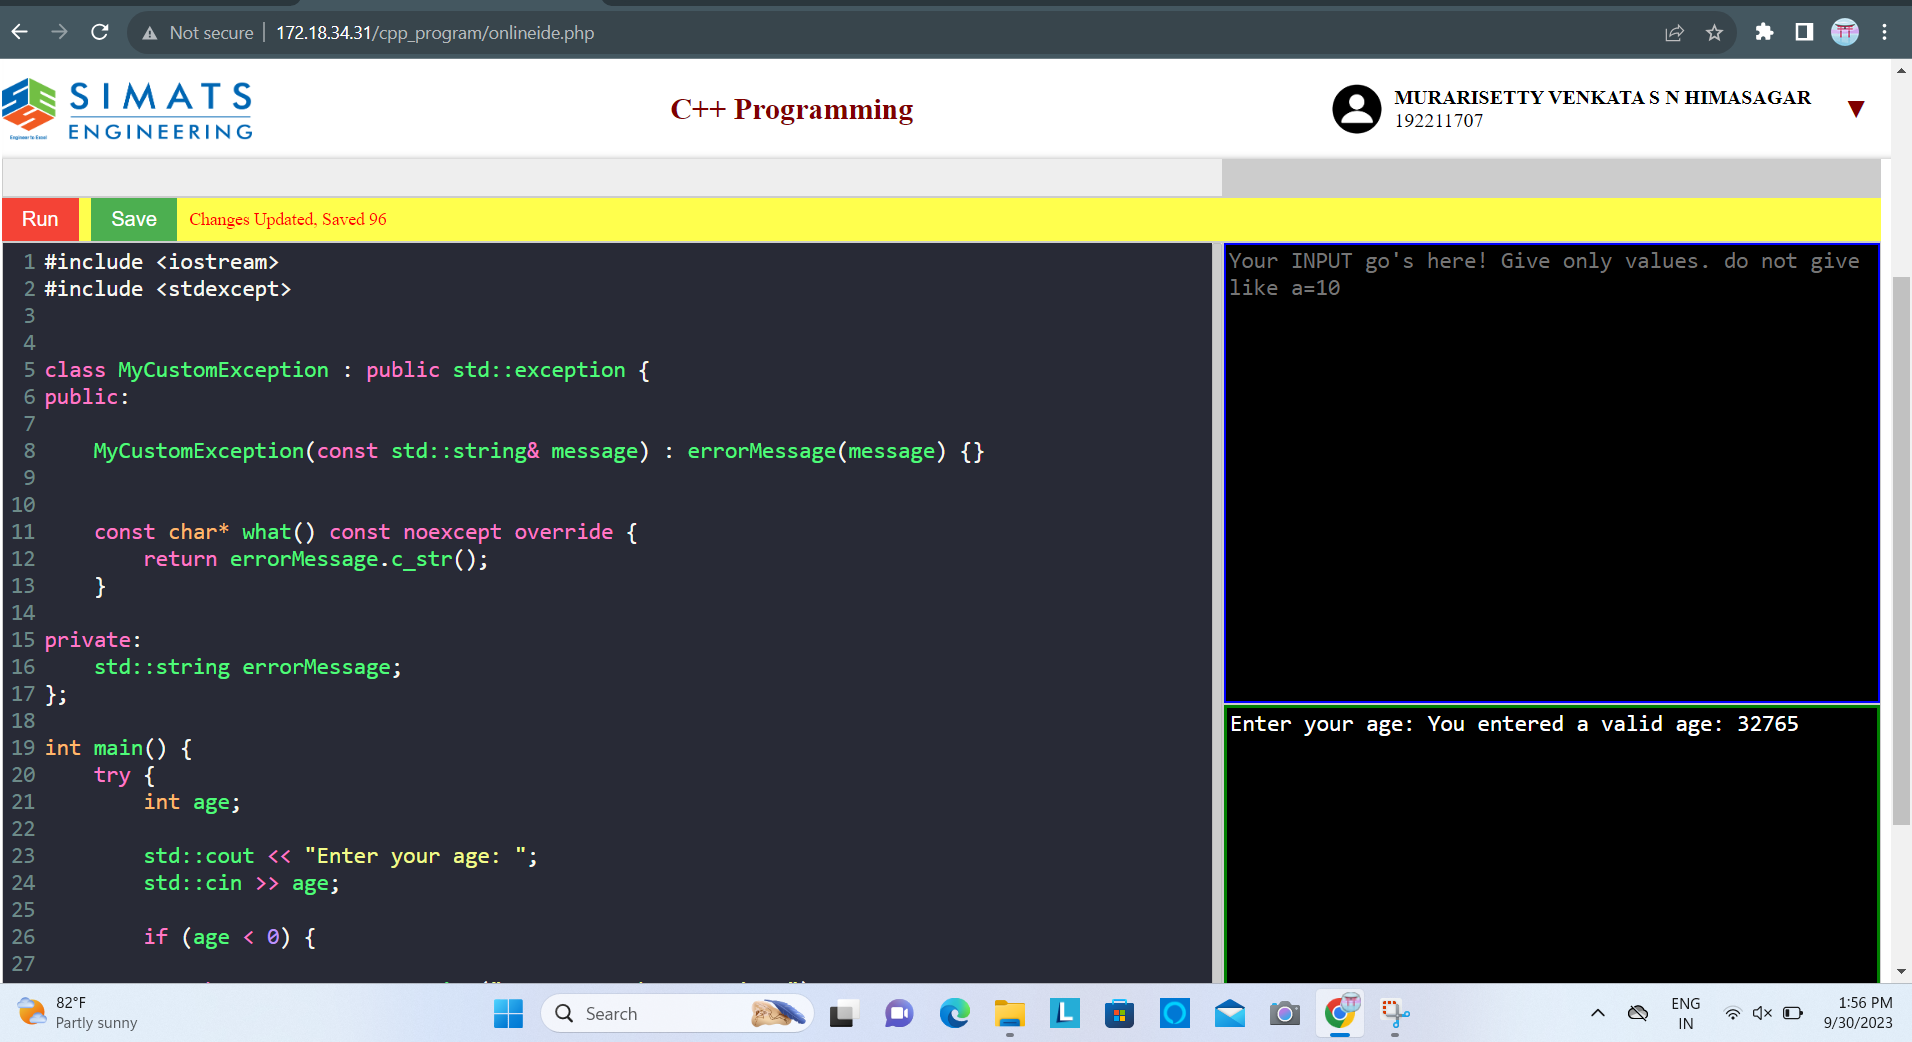 Not secure | 172.18.34.31/cpp_program/onlineide.php
SIMATS
ENGINEERING
Engineer to Excel
C++ Programming
MURARISETTY VENKATA S N HIMASAGAR
192211707
Run
Save
Changes Updated, Saved 96
1 #include <iostream>
2 #include <stdexcept>
3
4
5 class MyCustomException : public std::exception {
6 public:
7
8     MyCustomException(const std::string& message) : errorMessage(message) {}
9
10
11     const char* what() const noexcept override {
12         return errorMessage.c_str();
13     }
14
15 private:
16     std::string errorMessage;
17 };
18
19 int main() {
20     try {
21         int age;
22
23         std::cout << "Enter your age: ";
24         std::cin >> age;
25
26         if (age < 0) {
27
Your INPUT go's here! Give only values. do not give
like a=10
Enter your age: You entered a valid age: 32765
82°F
Partly sunny
Search
L
ENG
IN
1:56 PM
9/30/2023